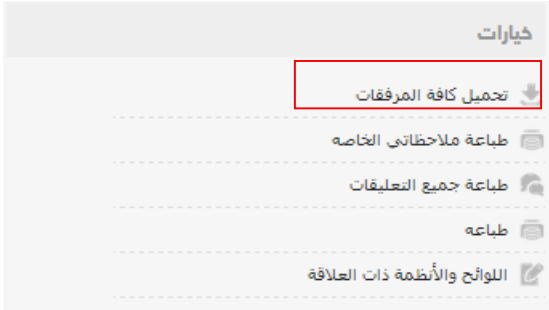 خيارات
تحميل كافة المرفقات
طباعة ملاحظاتي الخاصه
طباعة جميع التعليقات
طباعه
اللوائح والأنظمة ذات العلاقة